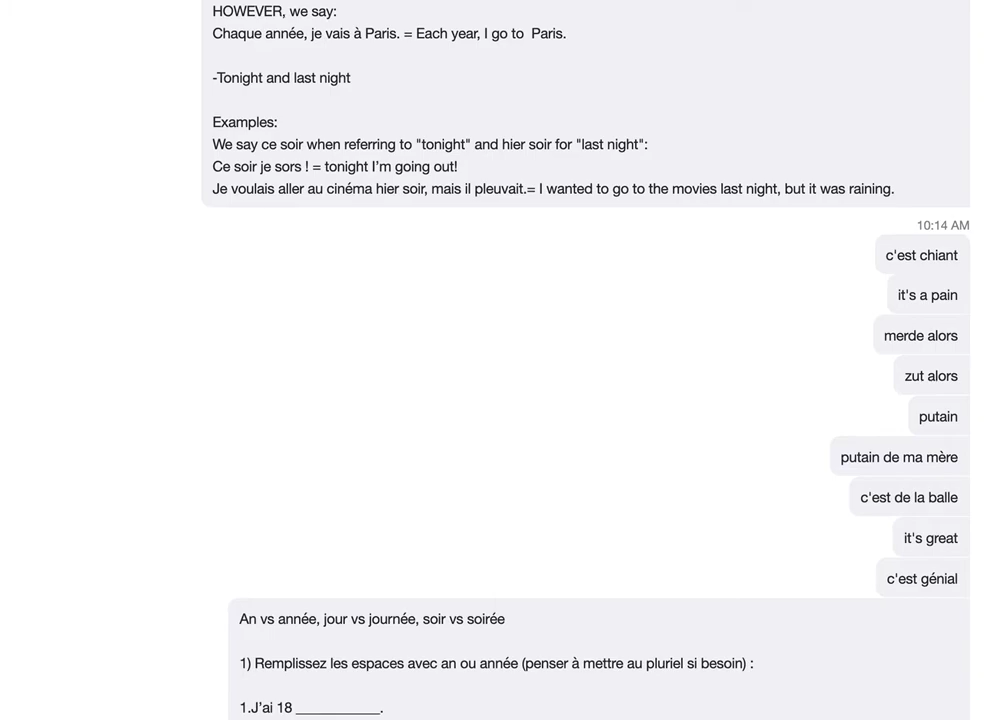 HOWEVER, we say:
Chaque année, je vais à Paris. = Each year, I go to  Paris.
-Tonight and last night
Examples:
We say ce soir when referring to "tonight" and hier soir for "last night":
Ce soir je sors ! = tonight I'm going out!
Je voulais aller au cinéma hier soir, mais il pleuvait.= I wanted to go to the movies last night, but it was raining.
10:14 AM
c'est chiant
it's a pain
merde alors
zut alors
putain
putain de ma mère
c'est de la balle
it's great
c'est génial
An vs année, jour vs journée, soir vs soirée
1) Remplissez les espaces avec an ou année (penser à mettre au pluriel si besoin) :
1.J'ai 18 ___________.